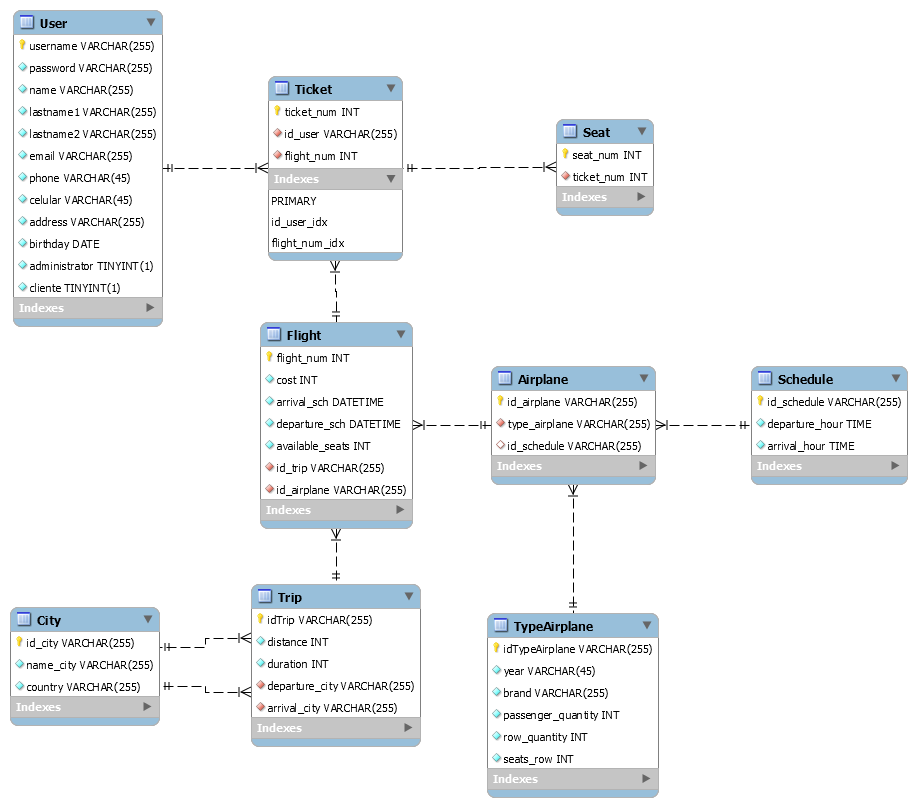 User
username VARCHAR(255)
password VARCHAR(255)
name VARCHAR(255)
lastname1 VARCHAR(255)
lastname2 VARCHAR(255)
email VARCHAR(255)
phone VARCHAR(45)
celular VARCHAR(45)
address VARCHAR(255)
birthday DATE
administrator TINYINT(1)
cliente TINYINT(1)
Indexes
Ticket
ticket_num INT
id_user VARCHAR(255)
flight_num INT
Indexes
PRIMARY
id_user_idx
flight_num_idx
Seat
seat_num INT
ticket_num INT
Indexes
Flight
flight_num INT
cost INT
arrival_sch DATETIME
departure_sch DATETIME
available_seats INT
id_trip VARCHAR(255)
id_airplane VARCHAR(255)
Indexes
Airplane
id_airplane VARCHAR(255)
type_airplane VARCHAR(255)
id_schedule VARCHAR(255)
Indexes
Schedule
id_schedule VARCHAR(255)
departure_hour TIME
arrival_hour TIME
Indexes
City
id_city VARCHAR(255)
name_city VARCHAR(255)
country VARCHAR(255)
Indexes
Trip
idTrip VARCHAR(255)
distance INT
duration INT
departure_city VARCHAR(255)
arrival_city VARCHAR(255)
Indexes
TypeAirplane
idTypeAirplane VARCHAR(255)
year VARCHAR(45)
brand VARCHAR(255)
passenger_quantity INT
row_quantity INT
seats_row INT
Indexes